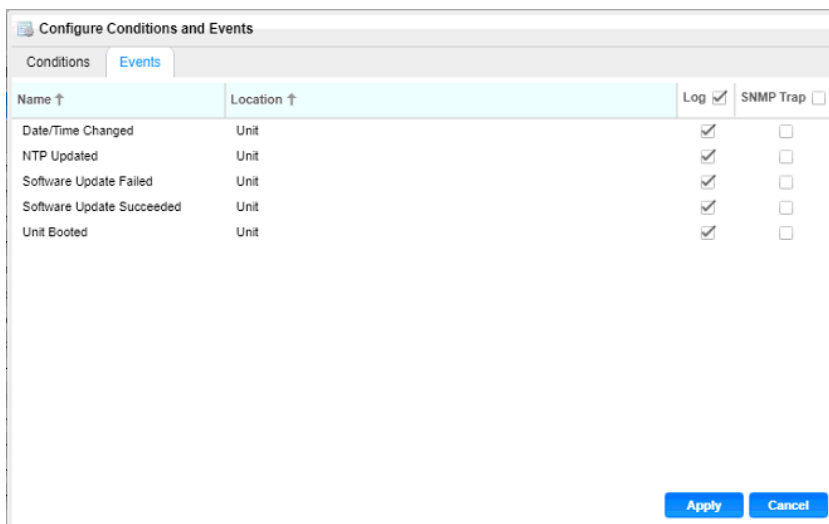 Configure Conditions and Events
Conditions Events
Name Location Log SNMP Trap
Date/Time Changed Unit
NTP Updated Unit
Software Update Failed Unit
Software Update Succeeded Unit
Unit Booted Unit
Apply Cancel